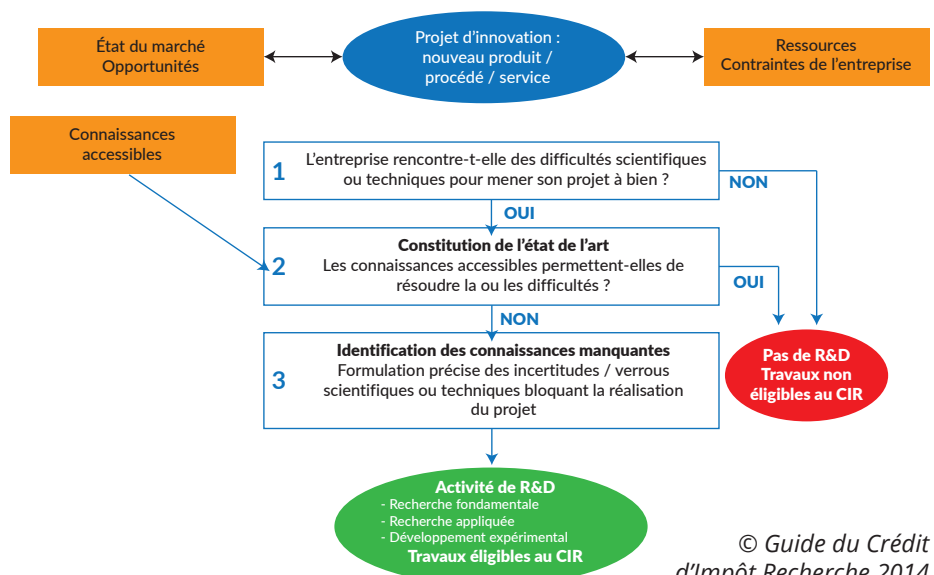 État du marché
Opportunités
Projet d'innovation :
nouveau produit /
procédé / service
Ressources
Contraintes de l'entreprise
Connaissances
accessibles
1
L'entreprise rencontre-t-elle des difficultés scientifiques
ou techniques pour mener son projet à bien ?
NON
OUI
2
Constitution de l'état de l'art
Les connaissances accessibles permettent-elles de
résoudre la ou les difficultés ?
OUI
NON
3
Identification des connaissances manquantes
Formulation précise des incertitudes / verrous
scientifiques ou techniques bloquant la réalisation
du projet
Pas de R&D
Travaux non
éligibles au CIR
Activité de R&D
- Recherche fondamentale
- Recherche appliquée
- Développement expérimental
Travaux éligibles au CIR
© Guide du Crédit
d'Impôt Recherche 2014